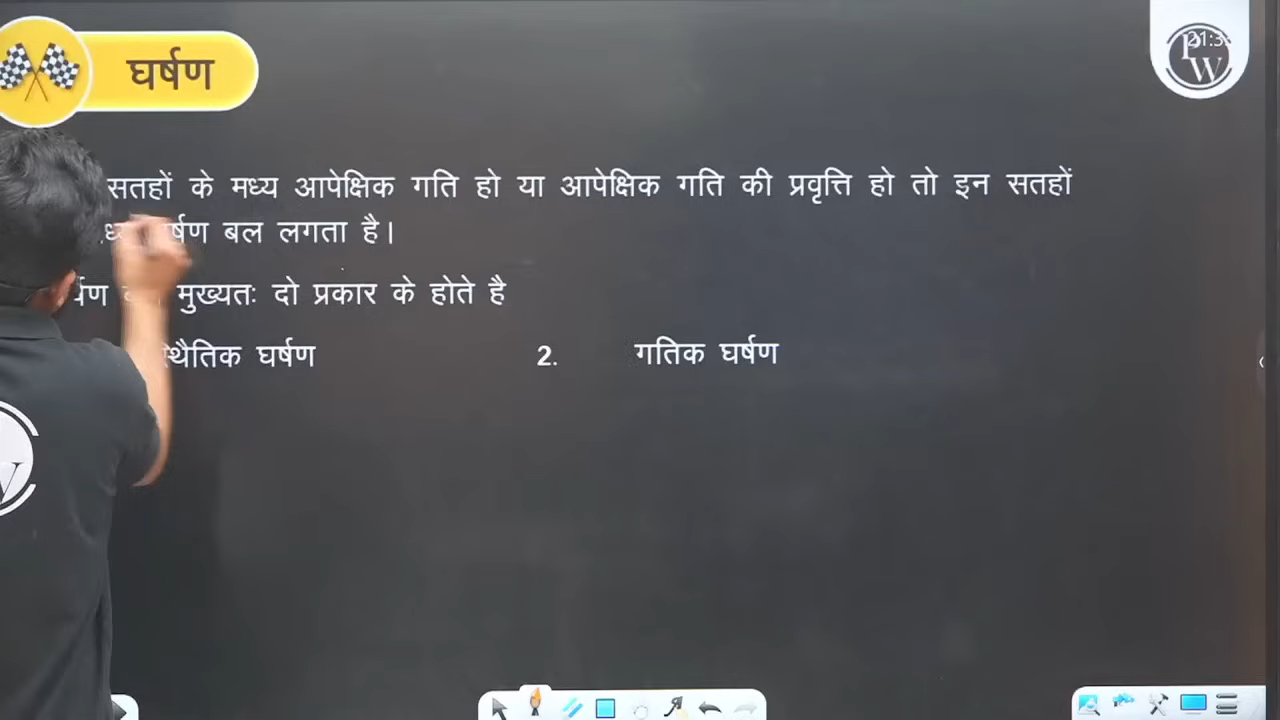 घर्षण
सतहों के मध्य आपेक्षिक गति हो या आपेक्षिक गति की प्रवृत्ति हो तो इन सतहों
बल लगता है।
मुख्यतः दो प्रकार के होते है
घर्षण 2. गतिक घर्षण
PW